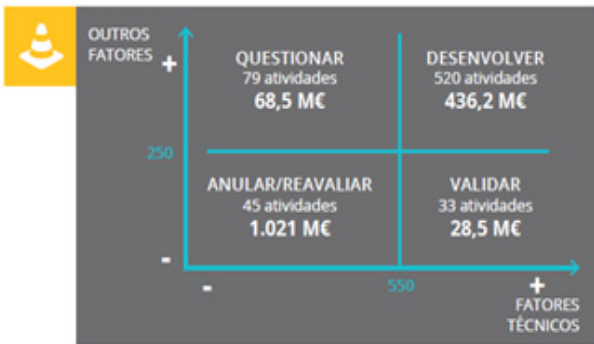 OUTROS
FATORES
+
QUESTIONAR
79 atividades
68,5 M€
DESENVOLVER
520 atividades
436,2 M€
250
ANULAR/REAVALIAR
45 atividades
1.021 M€
VALIDAR
33 atividades
28,5 M€
-
-
550
+
FATORES
TÉCNICOS